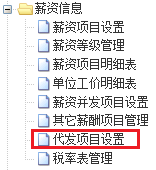 薪资信息
薪资项目设置
薪资等级管理
薪资项目明细表
单位工价明细表
薪资并发项目设置
其它薪酬项目管理
代发项目设置
税率表管理